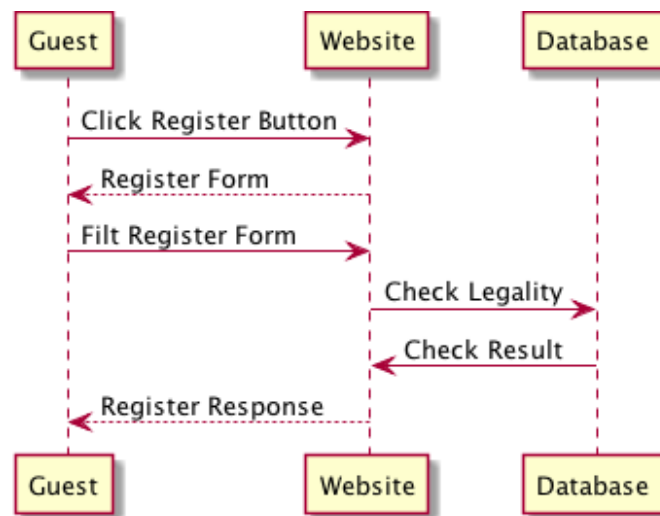 Guest Website Database
Click Register Button
Register Form
Filt Register Form
Check Legality
Check Result
Register Response
Guest Website Database